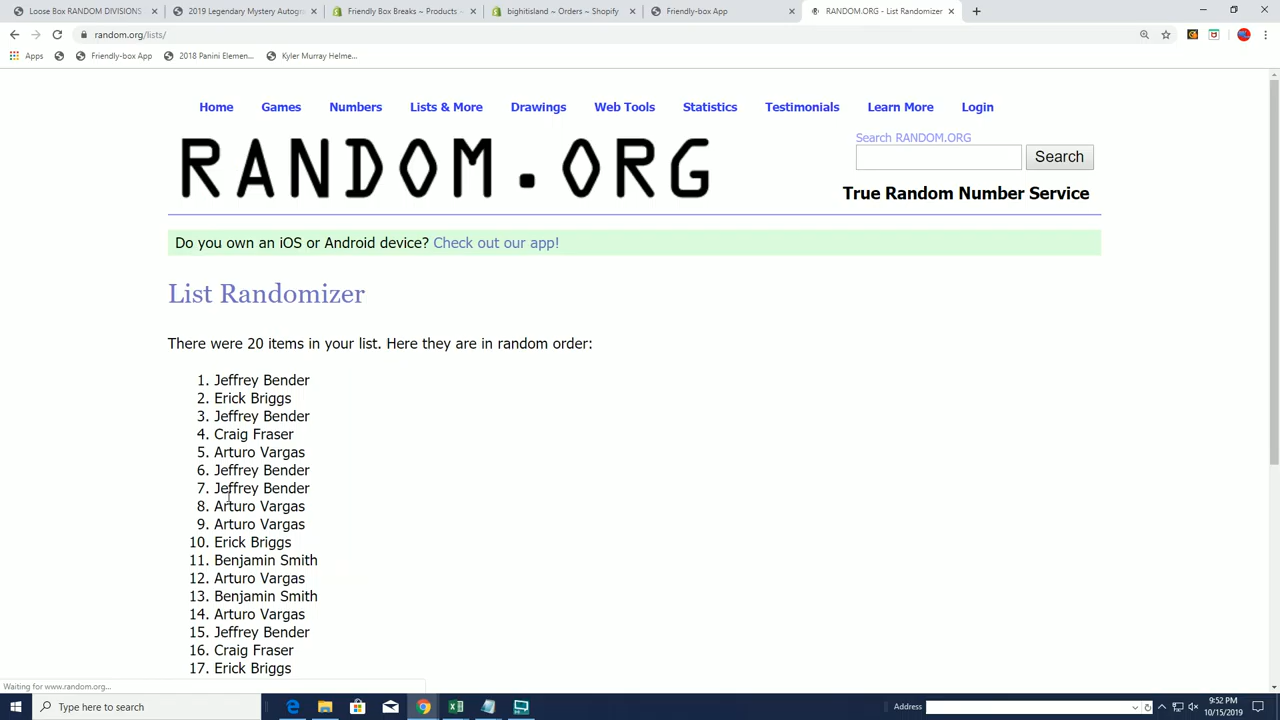 Loose Box RANDOM DIVISIONS
2019 Legendary Mystery Autogra
Friendly Box Breaks ~ Products ~
bighitisland ~ Orders ~ Shopify
Friendly-box App
RANDOM.ORG - List Randomizer
random.org/lists/
Apps
Friendly-box App
2018 Panini Elemen...
Kyler Murray Helme...
Home Games Numbers Lists & More Drawings Web Tools Statistics Testimonials Learn More Login
RANDOM.ORG
Search RANDOM.ORG
Search
True Random Number Service
Do you own an iOS or Android device? Check out our app!
List Randomizer
There were 20 items in your list. Here they are in random order:
1. Jeffrey Bender
2. Erick Briggs
3. Jeffrey Bender
4. Craig Fraser
5. Arturo Vargas
6. Jeffrey Bender
7. Jeffrey Bender
8. Arturo Vargas
9. Arturo Vargas
10. Erick Briggs
11. Benjamin Smith
12. Arturo Vargas
13. Benjamin Smith
14. Arturo Vargas
15. Jeffrey Bender
16. Craig Fraser
17. Erick Briggs
Waiting for www.random.org...
Type here to search
Address
9:52 PM
10/15/2019